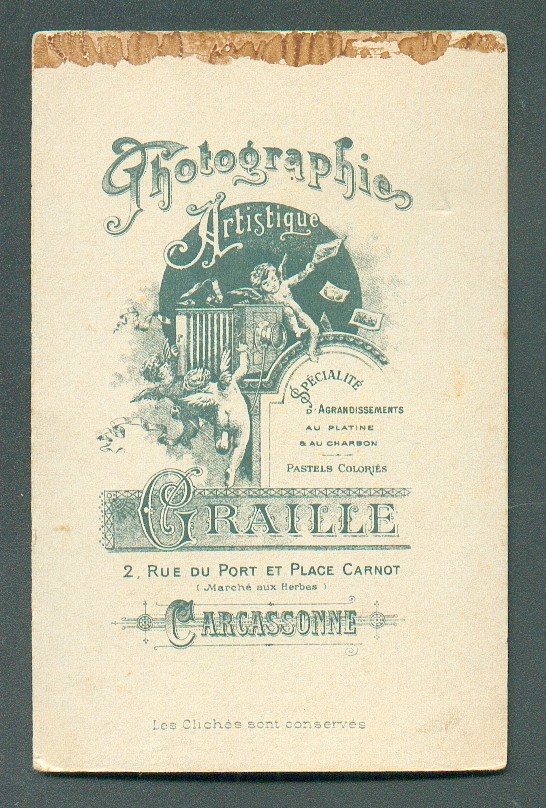 Photographie
Artistique
Spécialité
d'Agrandissements
au Platine
& au Charbon
Pastels Coloriés
Graille
2, Rue du Port et Place Carnot
(Marché aux Herbes)
Carcassonne
Les Clichés sont conservés